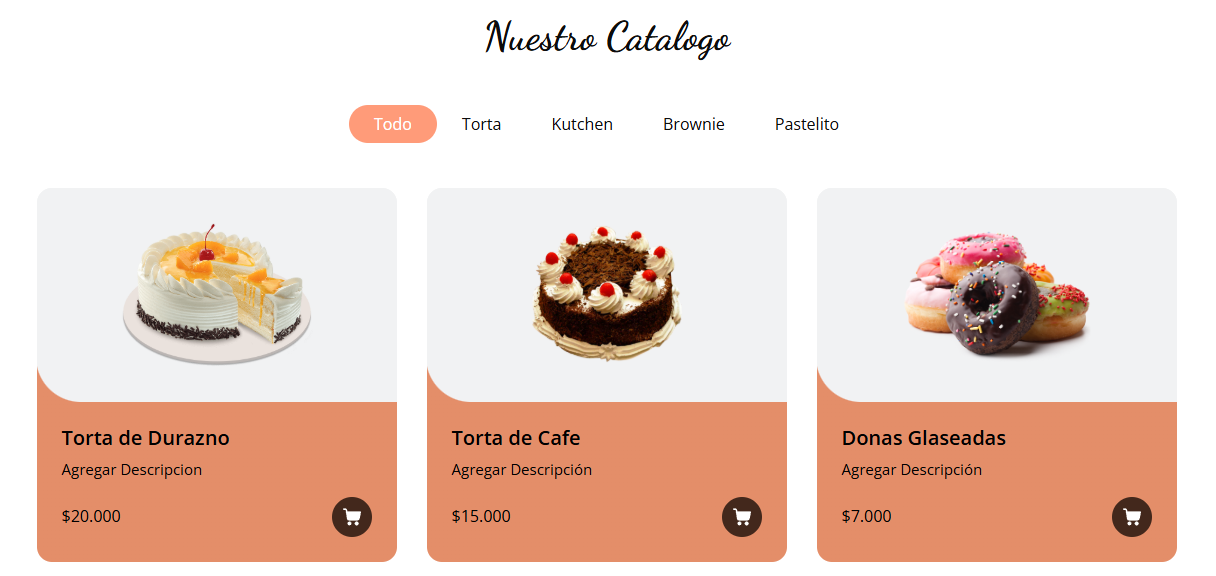 Nuestro Catalogo
Todo Torta Kutchen Brownie Pastelito
Torta de Durazno
Agregar Descripcion
$20.000
Torta de Cafe
Agregar Descripción
$15.000
Donas Glaseadas
Agregar Descripción
$7.000